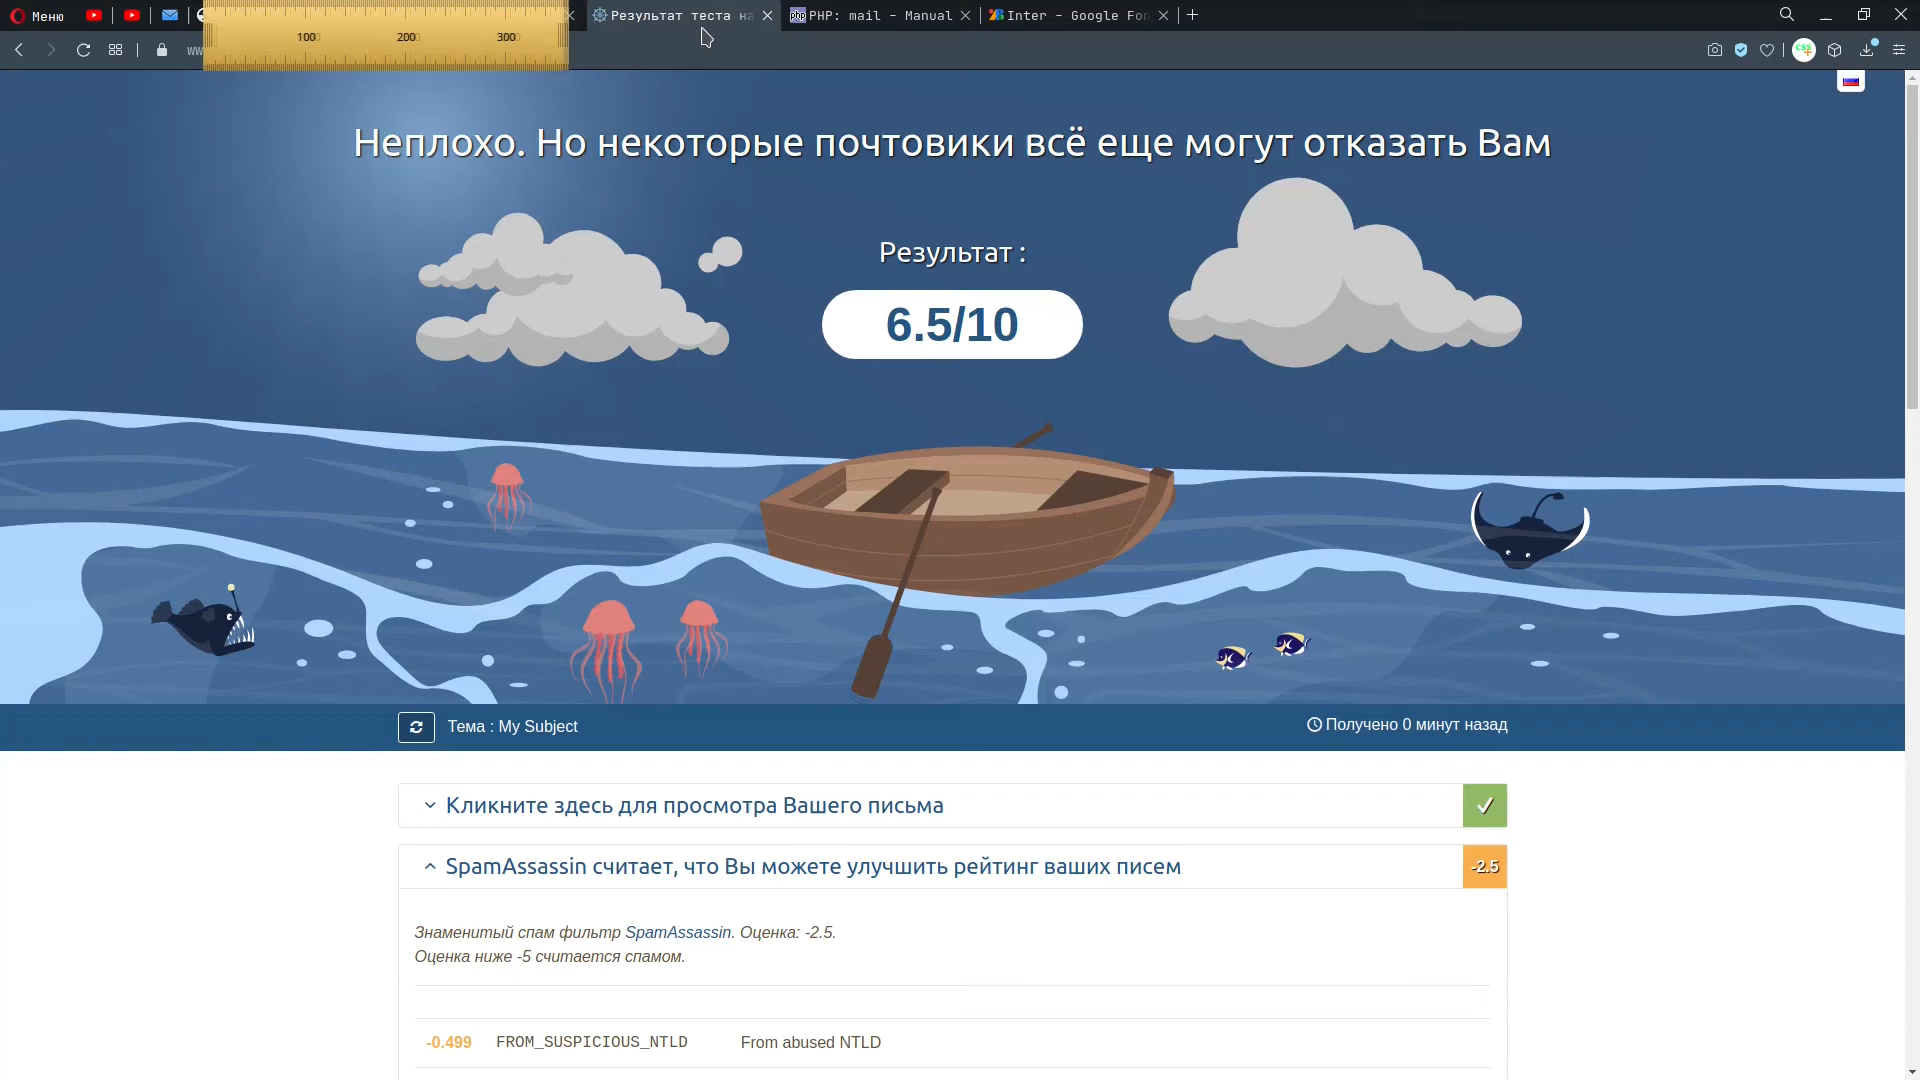 Меню
Результат теста на
PHP: mail - Manual
Inter - Google Fon
100
200
300
Неплохо. Но некоторые почтовики всё еще могут отказать Вам
Результат :
6.5/10
Тема : My Subject
Получено 0 минут назад
Кликните здесь для просмотра Вашего письма
SpamAssassin считает, что Вы можете улучшить рейтинг ваших писем
-2.5
Знаменитый спам фильтр SpamAssassin. Оценка: -2.5.
Оценка ниже -5 считается спамом.
-0.499 FROM_SUSPICIOUS_NTLD From abused NTLD